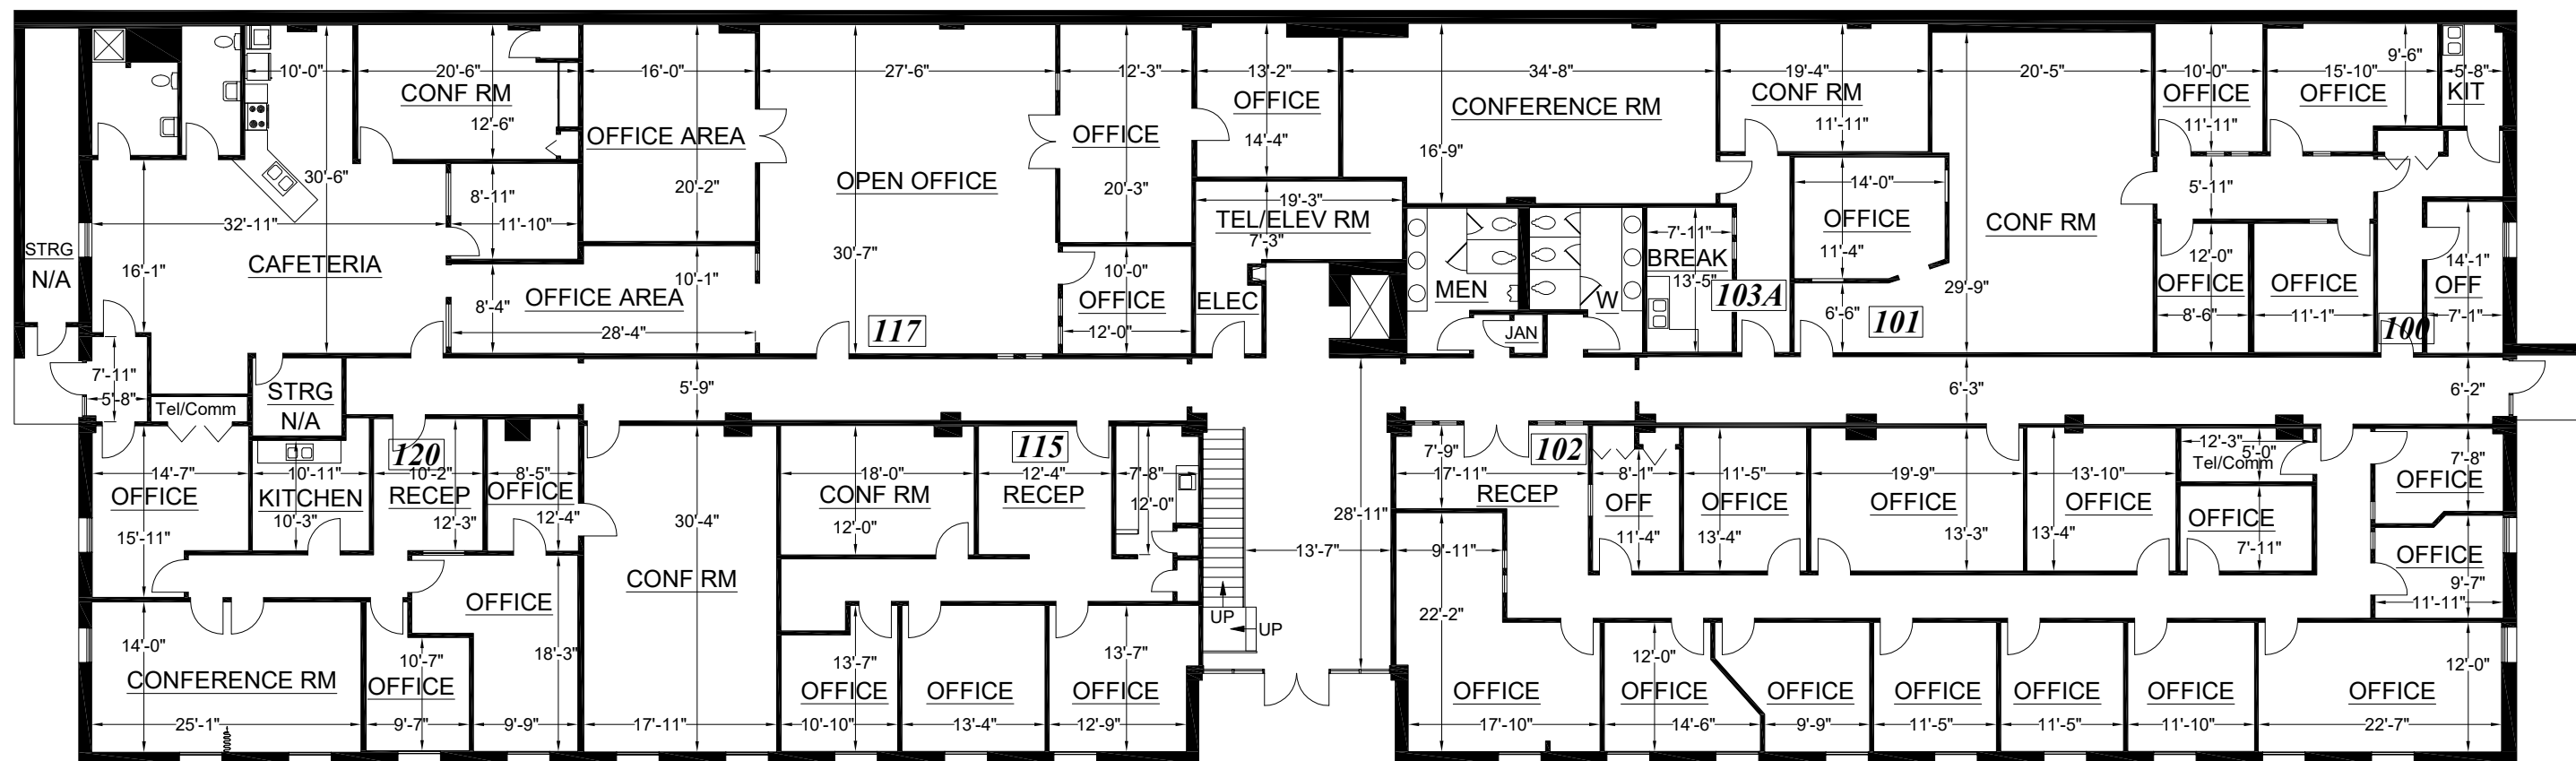 10'-0"
20'-6"
CONF RM
12'-6"
16'-0"
OFFICE AREA
20'-2"
27'-6"
OPEN OFFICE
30'-7"
12'-3"
OFFICE
20'-3"
13'-2"
OFFICE
14'-4"
34'-8"
CONFERENCE RM
16'-9"
19'-4"
CONF RM
11'-11"
20'-5"
CONF RM
29'-9"
10'-0"
OFFICE
11'-11"
15'-10"
OFFICE
9'-6"
5'-8"
KIT
30'-6"
32'-11"
CAFETERIA
16'-1"
STRG
N/A
8'-11"
11'-10"
8'-4"
OFFICE AREA
10'-1"
28'-4"
117
10'-0"
OFFICE
12'-0"
19'-3"
TEL/ELEV RM
7'-3"
ELEC
MEN
W
JAN
7'-11"
BREAK
13'-5"
103A
14'-0"
OFFICE
11'-4"
6'-6"
101
5'-11"
12'-0"
OFFICE
8'-6"
OFFICE
11'-1"
100
14'-1"
OFF
7'-1"
7'-11"
5'-8"
Tel/Comm
STRG
N/A
5'-9"
6'-3"
6'-2"
14'-7"
OFFICE
15'-11"
10'-11"
KITCHEN
10'-3"
120
10'-2"
RECEP
12'-3"
8'-5"
OFFICE
12'-4"
30'-4"
CONF RM
17'-11"
18'-0"
CONF RM
12'-0"
115
12'-4"
RECEP
7'-8"
12'-0"
UP
UP
13'-7"
28'-11"
7'-9"
17'-11"
RECEP
102
8'-1"
OFF
11'-4"
11'-5"
OFFICE
13'-4"
19'-9"
OFFICE
13'-3"
13'-10"
OFFICE
13'-4"
12'-3"
5'-0"
Tel/Comm
OFFICE
7'-11"
7'-8"
OFFICE
OFFICE
9'-7"
11'-11"
14'-0"
CONFERENCE RM
25'-1"
10'-7"
OFFICE
9'-7"
OFFICE
18'-3"
9'-9"
13'-7"
OFFICE
10'-10"
OFFICE
13'-4"
13'-7"
OFFICE
12'-9"
9'-11"
22'-2"
OFFICE
17'-10"
12'-0"
OFFICE
14'-6"
OFFICE
9'-9"
OFFICE
11'-5"
OFFICE
11'-5"
OFFICE
11'-10"
12'-0"
OFFICE
22'-7"